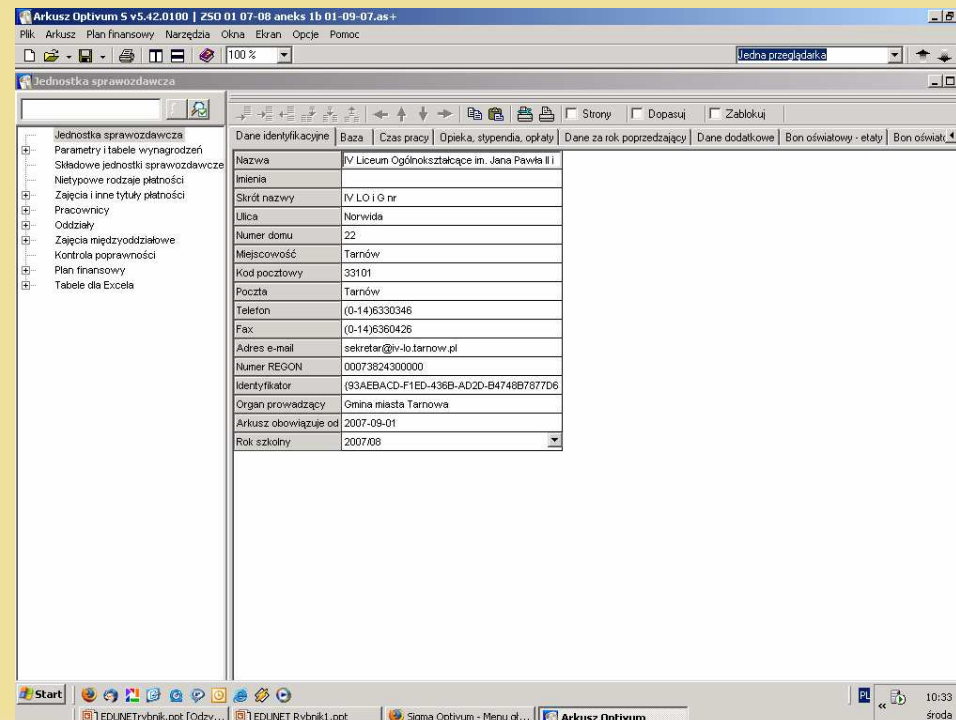 Arkusz Optivum S v5.42.0100 | ZSO 01 07-08 aneks 1b 01-09-07.as+
Plik Arkusz Plan finansowy Narzędzia Okna Ekran Opcje Pomoc
100 % Jedna przeglądarka
Jednostka sprawozdawcza
Strony Dopasuj Zablokuj
Dane identyfikacyjne Baza Czas pracy Opieka, stypendia, opłaty Dane za rok poprzedzający Dane dodatkowe Bon oświatowy - etaty Bon oświatc
Jednostka sprawozdawcza
Parametry i tabele wynagrodzeń
Składowe jednostki sprawozdawcze
Nietypowe rodzaje płatności
Zajęcia i inne tytuły płatności
Pracownicy
Oddziały
Zajęcia międzyoddziałowe
Kontrola poprawności
Plan finansowy
Tabele dla Excela
Nazwa IV Liceum Ogólnokształcące im. Jana Pawła II i
Imienia
Skrót nazwy IV LO i G nr
Ulica Norwida
Numer domu 22
Miejscowość Tarnów
Kod pocztowy 33101
Poczta Tarnów
Telefon (0-14)6330346
Fax (0-14)6360426
Adres e-mail sekretar@iv-lo.tarnow.pl
Numer REGON 00073824300000
Identyfikator {93AEBACD-F1ED-436B-AD2D-B4748B7877D6
Organ prowadzący Gmina miasta Tarnowa
Arkusz obowiązuje od 2007-09-01
Rok szkolny 2007/08
Start PL 10:33
EDUNETrybnik.ppt [Odzy... EDUNET Rybnik1.ppt Sigma Optivum - Menu gł... Arkusz Optivum środa